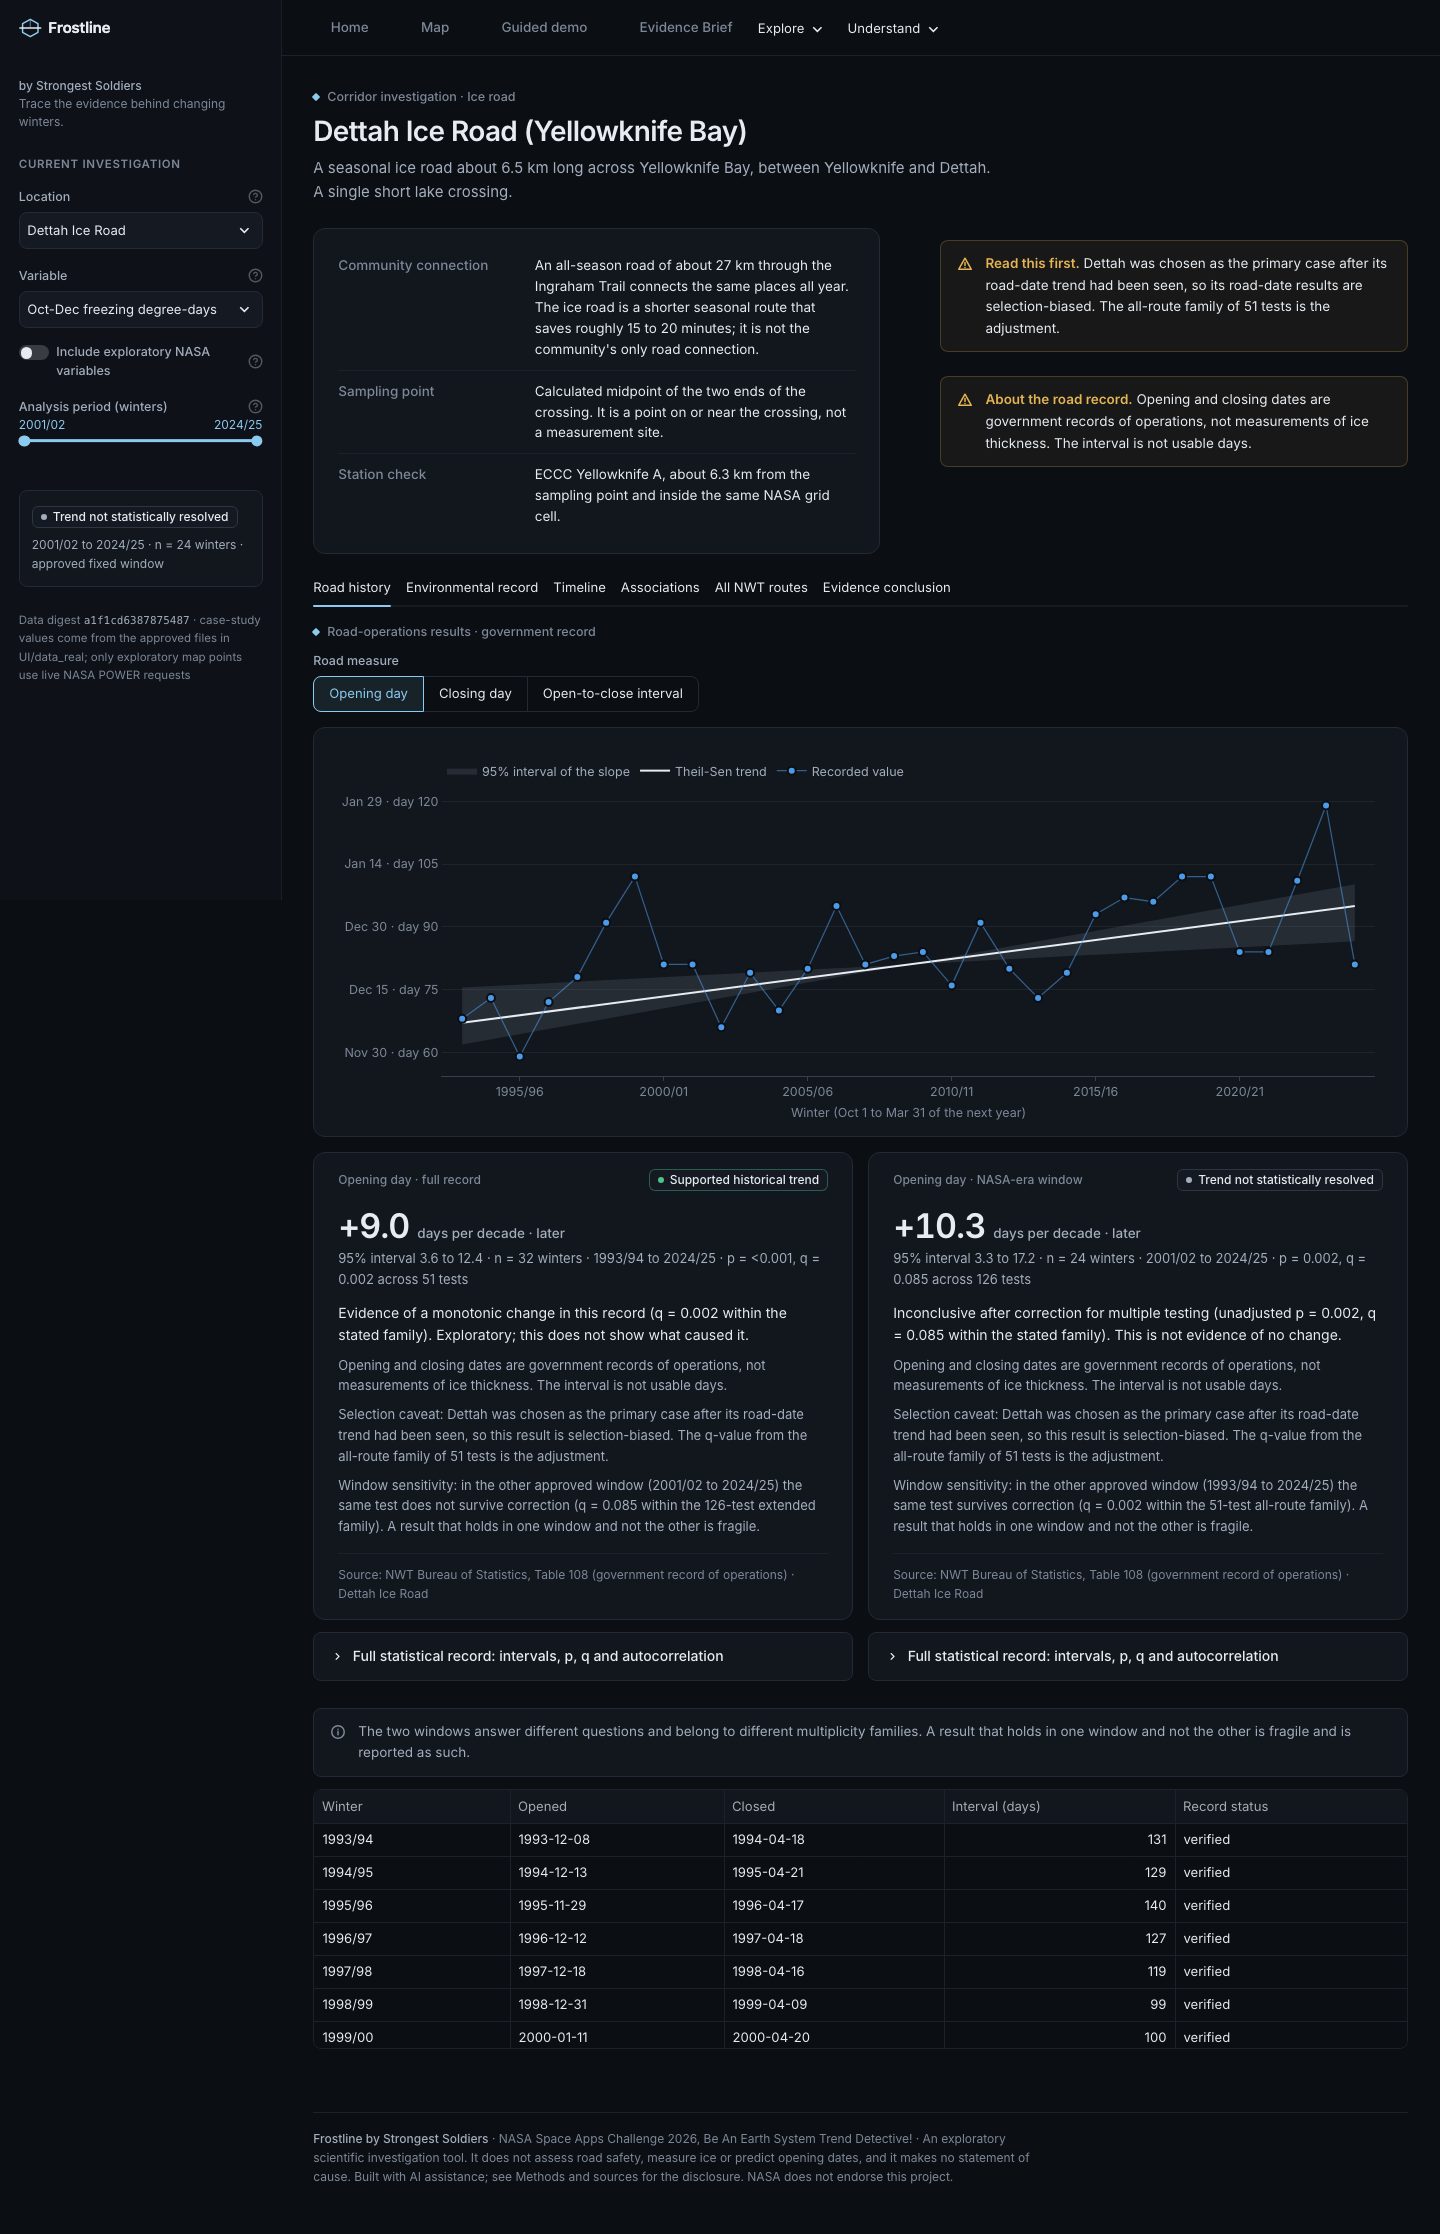 Frostline
by Strongest Soldiers
Trace the evidence behind changing
winters.
CURRENT INVESTIGATION
Location
Dettah Ice Road
Variable
Oct-Dec freezing degree-days
Include exploratory NASA
variables
Analysis period (winters)
2001/02 2024/25
Trend not statistically resolved
2001/02 to 2024/25 · n = 24 winters ·
approved fixed window
Data digest a1f1cd6387875487 · case-study
values come from the approved files in
UI/data_real; only exploratory map points
use live NASA POWER requests
Home Map Guided demo Evidence Brief Explore Understand
Corridor investigation · Ice road
Dettah Ice Road (Yellowknife Bay)
A seasonal ice road about 6.5 km long across Yellowknife Bay, between Yellowknife and Dettah.
A single short lake crossing.
Community connection
An all-season road of about 27 km through the
Ingraham Trail connects the same places all year.
The ice road is a shorter seasonal route that
saves roughly 15 to 20 minutes; it is not the
community's only road connection.
Sampling point
Calculated midpoint of the two ends of the
crossing. It is a point on or near the crossing, not
a measurement site.
Station check
ECCC Yellowknife A, about 6.3 km from the
sampling point and inside the same NASA grid
cell.
Read this first. Dettah was chosen as the primary case after its
road-date trend had been seen, so its road-date results are
selection-biased. The all-route family of 51 tests is the
adjustment.
About the road record. Opening and closing dates are
government records of operations, not measurements of ice
thickness. The interval is not usable days.
Road history Environmental record Timeline Associations All NWT routes Evidence conclusion
Road-operations results · government record
Road measure
Opening day Closing day Open-to-close interval
95% interval of the slope Theil-Sen trend Recorded value
Jan 29 · day 120
Jan 14 · day 105
Dec 30 · day 90
Dec 15 · day 75
Nov 30 · day 60
1995/96 2000/01 2005/06 2010/11 2015/16 2020/21
Winter (Oct 1 to Mar 31 of the next year)
Opening day · full record Supported historical trend
+9.0 days per decade · later
95% interval 3.6 to 12.4 · n = 32 winters · 1993/94 to 2024/25 · p = <0.001, q =
0.002 across 51 tests
Evidence of a monotonic change in this record (q = 0.002 within the
stated family). Exploratory; this does not show what caused it.
Opening and closing dates are government records of operations, not
measurements of ice thickness. The interval is not usable days.
Selection caveat: Dettah was chosen as the primary case after its road-date
trend had been seen, so this result is selection-biased. The q-value from the
all-route family of 51 tests is the adjustment.
Window sensitivity: in the other approved window (2001/02 to 2024/25) the
same test does not survive correction (q = 0.085 within the 126-test extended
family). A result that holds in one window and not the other is fragile.
Source: NWT Bureau of Statistics, Table 108 (government record of operations) ·
Dettah Ice Road
Full statistical record: intervals, p, q and autocorrelation
Opening day · NASA-era window Trend not statistically resolved
+10.3 days per decade · later
95% interval 3.3 to 17.2 · n = 24 winters · 2001/02 to 2024/25 · p = 0.002, q =
0.085 across 126 tests
Inconclusive after correction for multiple testing (unadjusted p = 0.002, q
= 0.085 within the stated family). This is not evidence of no change.
Opening and closing dates are government records of operations, not
measurements of ice thickness. The interval is not usable days.
Selection caveat: Dettah was chosen as the primary case after its road-date
trend had been seen, so this result is selection-biased. The q-value from the
all-route family of 51 tests is the adjustment.
Window sensitivity: in the other approved window (1993/94 to 2024/25) the
same test survives correction (q = 0.002 within the 51-test all-route family). A
result that holds in one window and not the other is fragile.
Source: NWT Bureau of Statistics, Table 108 (government record of operations) ·
Dettah Ice Road
Full statistical record: intervals, p, q and autocorrelation
The two windows answer different questions and belong to different multiplicity families. A result that holds in one window and not the other is fragile and is
reported as such.
Winter Opened Closed Interval (days) Record status
1993/94 1993-12-08 1994-04-18 131 verified
1994/95 1994-12-13 1995-04-21 129 verified
1995/96 1995-11-29 1996-04-17 140 verified
1996/97 1996-12-12 1997-04-18 127 verified
1997/98 1997-12-18 1998-04-16 119 verified
1998/99 1998-12-31 1999-04-09 99 verified
1999/00 2000-01-11 2000-04-20 100 verified
Frostline by Strongest Soldiers · NASA Space Apps Challenge 2026, Be An Earth System Trend Detective! · An exploratory
scientific investigation tool. It does not assess road safety, measure ice or predict opening dates, and it makes no statement of
cause. Built with AI assistance; see Methods and sources for the disclosure. NASA does not endorse this project.